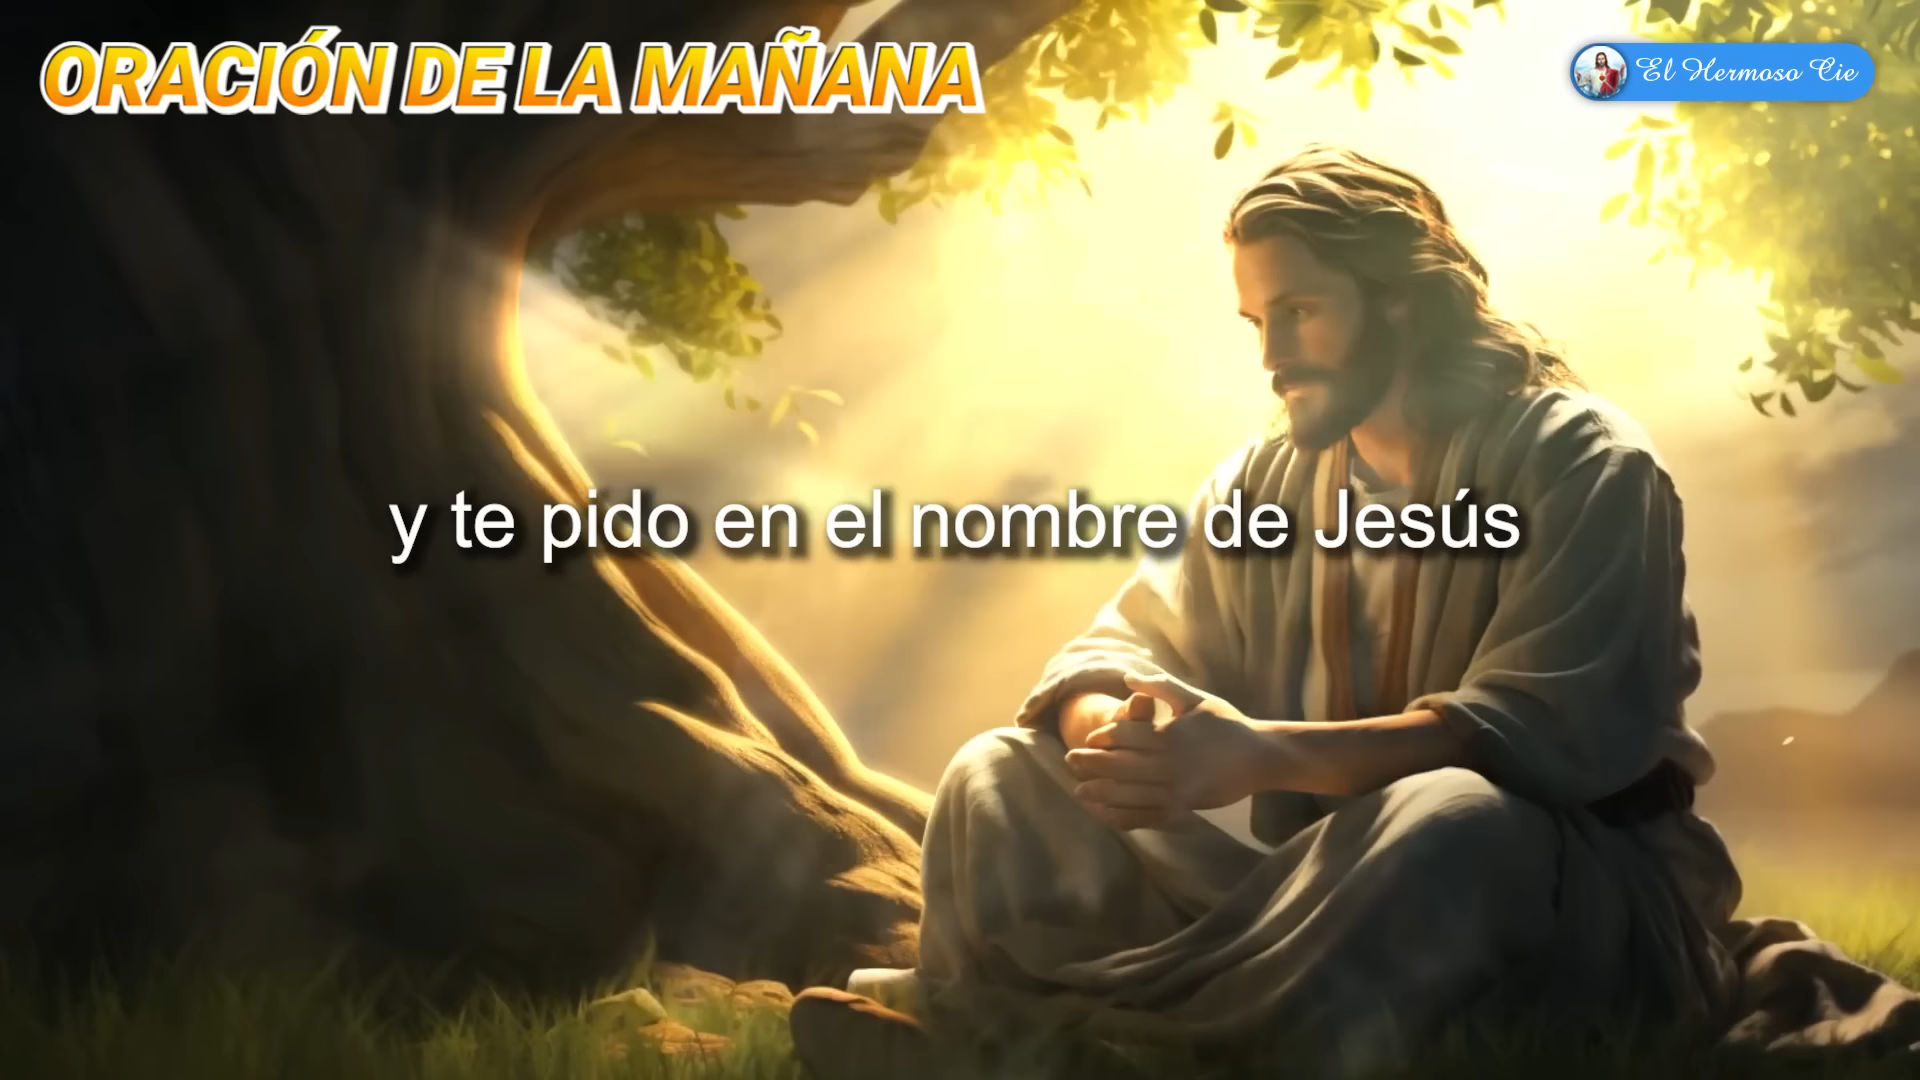 ORACIÓN DE LA MAÑANA
El Hermoso Cie
y te pido en el nombre de Jesús